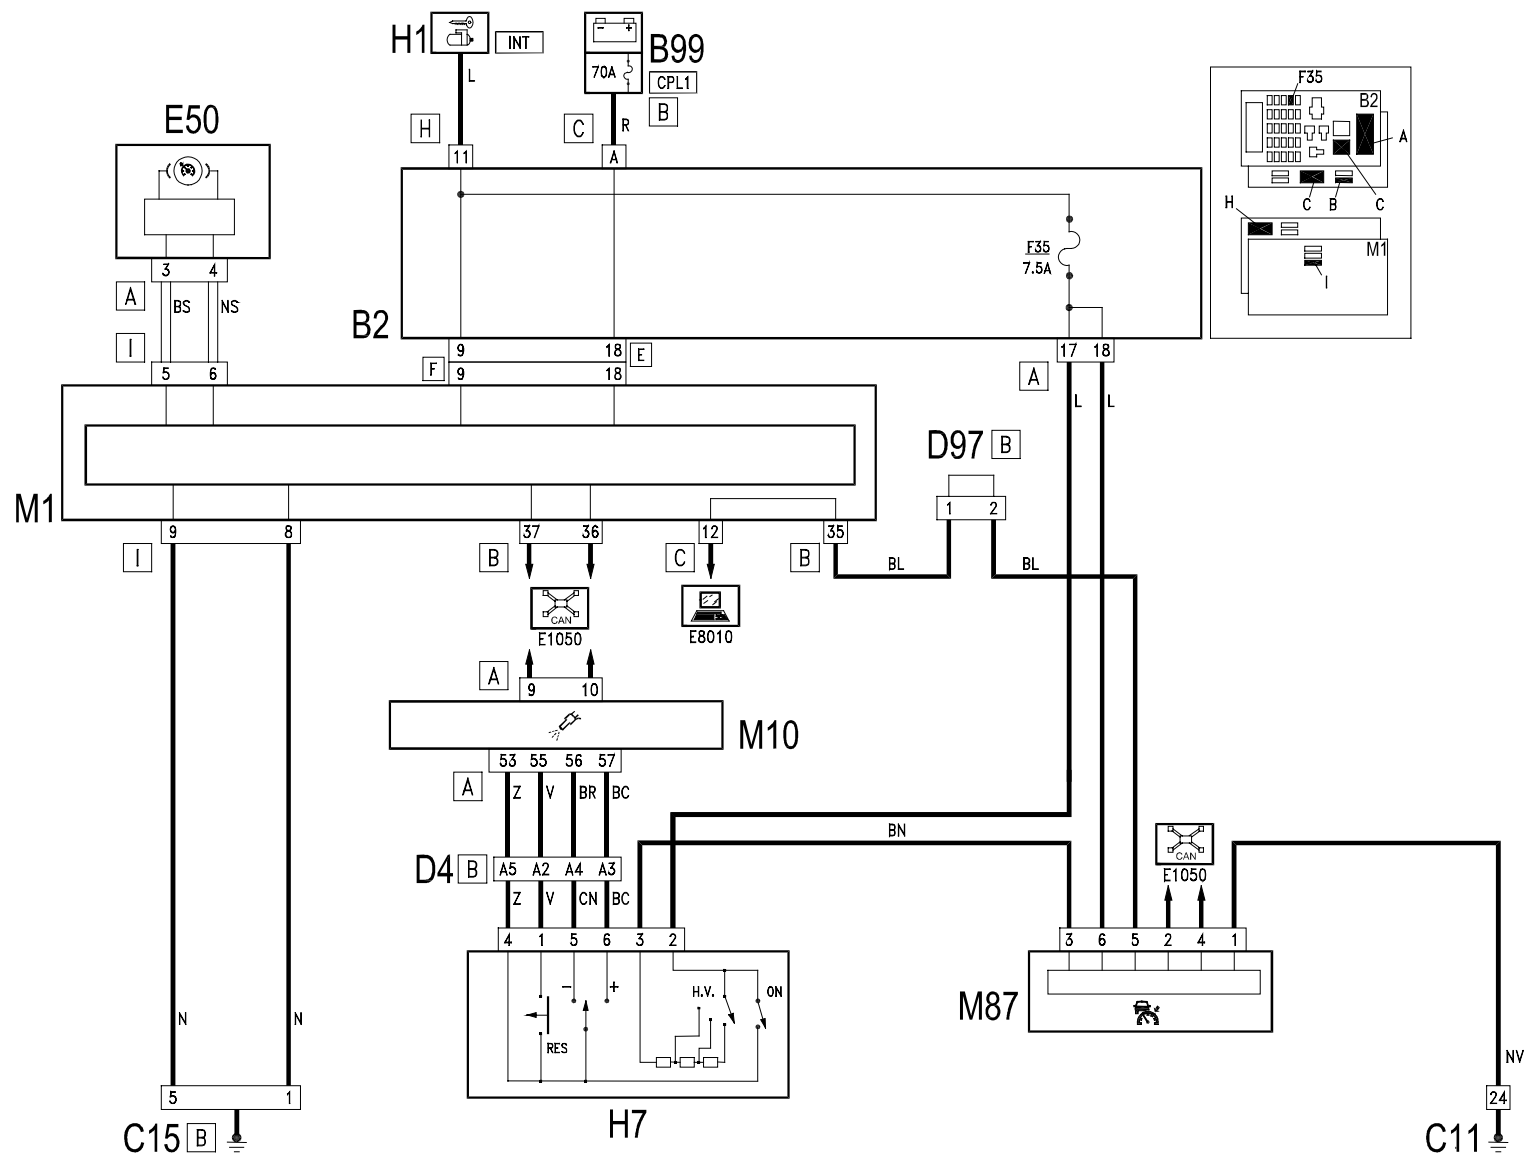 H1
INT
L
H
11
70A
B99
CPL1
B
C
R
A
F35
B2
A
C
B
C
H
M1
I
E50
3
4
A
BS
NS
I
5
6
F35
7.5A
B2
9
18
E
F
9
18
17
18
A
L
L
D97
B
1
2
M1
9
8
I
37
36
B
12
C
35
B
BL
BL
CAN
E1050
E8010
A
9
10
M10
53
55
56
57
A
Z
V
BR
BC
D4
B
A5
A2
A4
A3
Z
V
CN
BC
BN
CAN
E1050
4
1
5
6
3
2
3
6
5
2
4
1
−
+
H.V.
ON
RES
H7
M87
N
N
5
1
C15
B
NV
24
C11